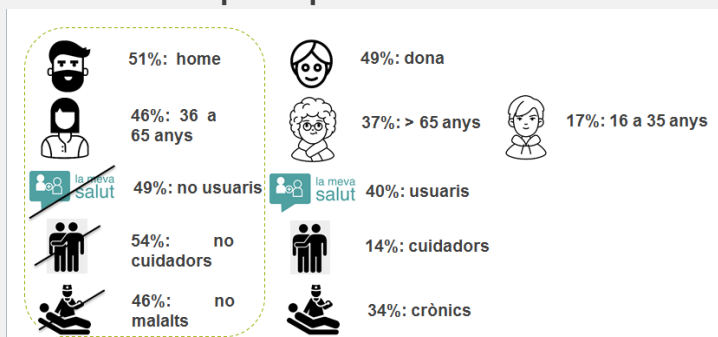 51%: home
49%: dona
46%: 36 a
65 anys
37%: > 65 anys
17%: 16 a 35 anys
la meva
salut
49%: no usuaris
la meva
salut
40%: usuaris
54%: no
cuidadors
14%: cuidadors
46%: no
malalts
34%: crònics